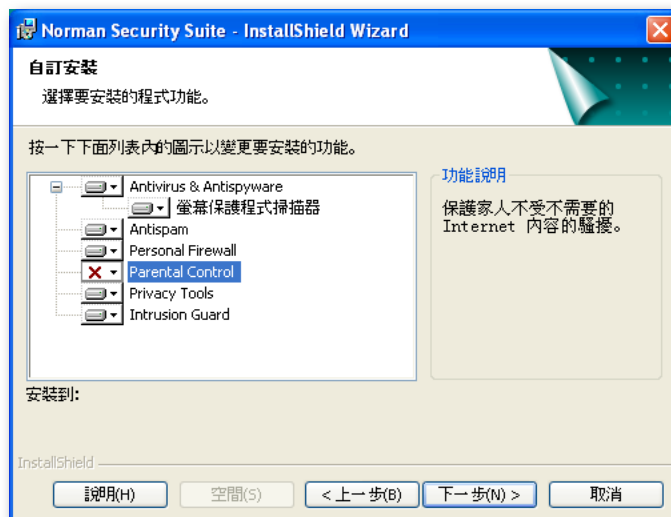 Norman Security Suite - InstallShield Wizard
自訂安裝
選擇要安裝的程式功能。
按一下下面列表內的圖示以變更要安裝的功能。
Antivirus & Antispyware
螢幕保護程式掃描器
Antispam
Personal Firewall
Parental Control
Privacy Tools
Intrusion Guard
功能說明
保護家人不受不需要的
Internet 內容的騷擾。
安裝到:
InstallShield
說明(H)
空間(S)
< 上一步(B)
下一步(N) >
取消